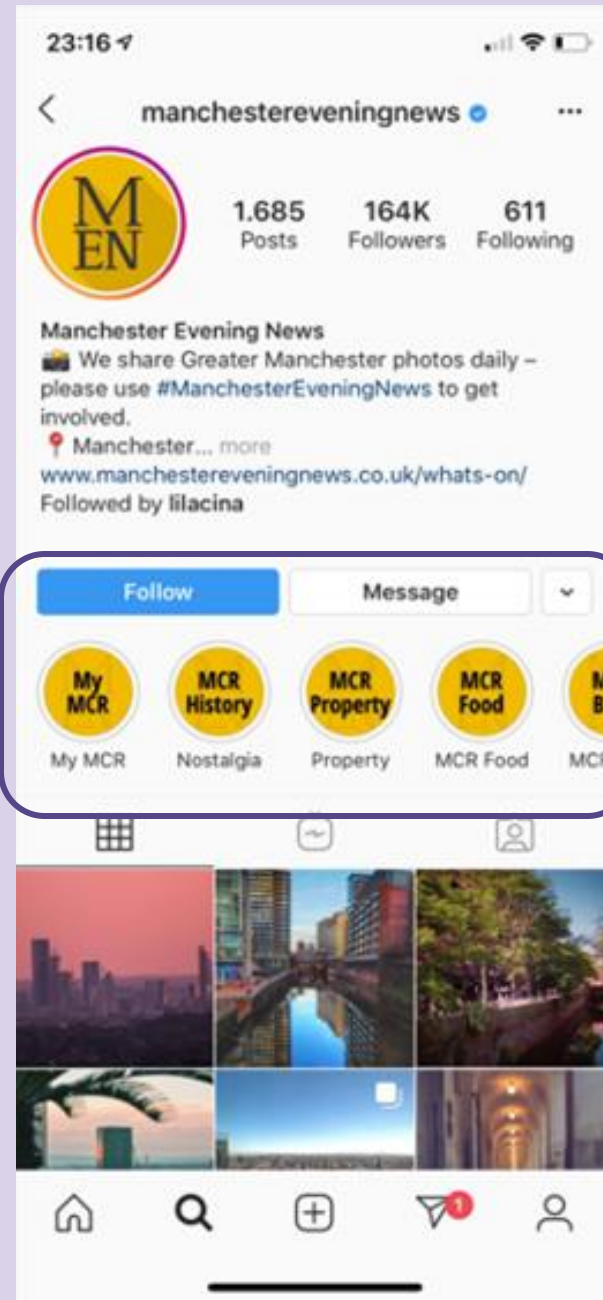 23:16
manchestereveningnews
M
EN
1.685 164K 611
Posts Followers Following
Manchester Evening News
📸 We share Greater Manchester photos daily –
please use #ManchesterEveningNews to get
involved.
📍 Manchester... more
www.manchestereveningnews.co.uk/whats-on/
Followed by lilacina
Follow Message
My
MCR
MCR
History
MCR
Property
MCR
Food
M
B
My MCR Nostalgia Property MCR Food MCR
1